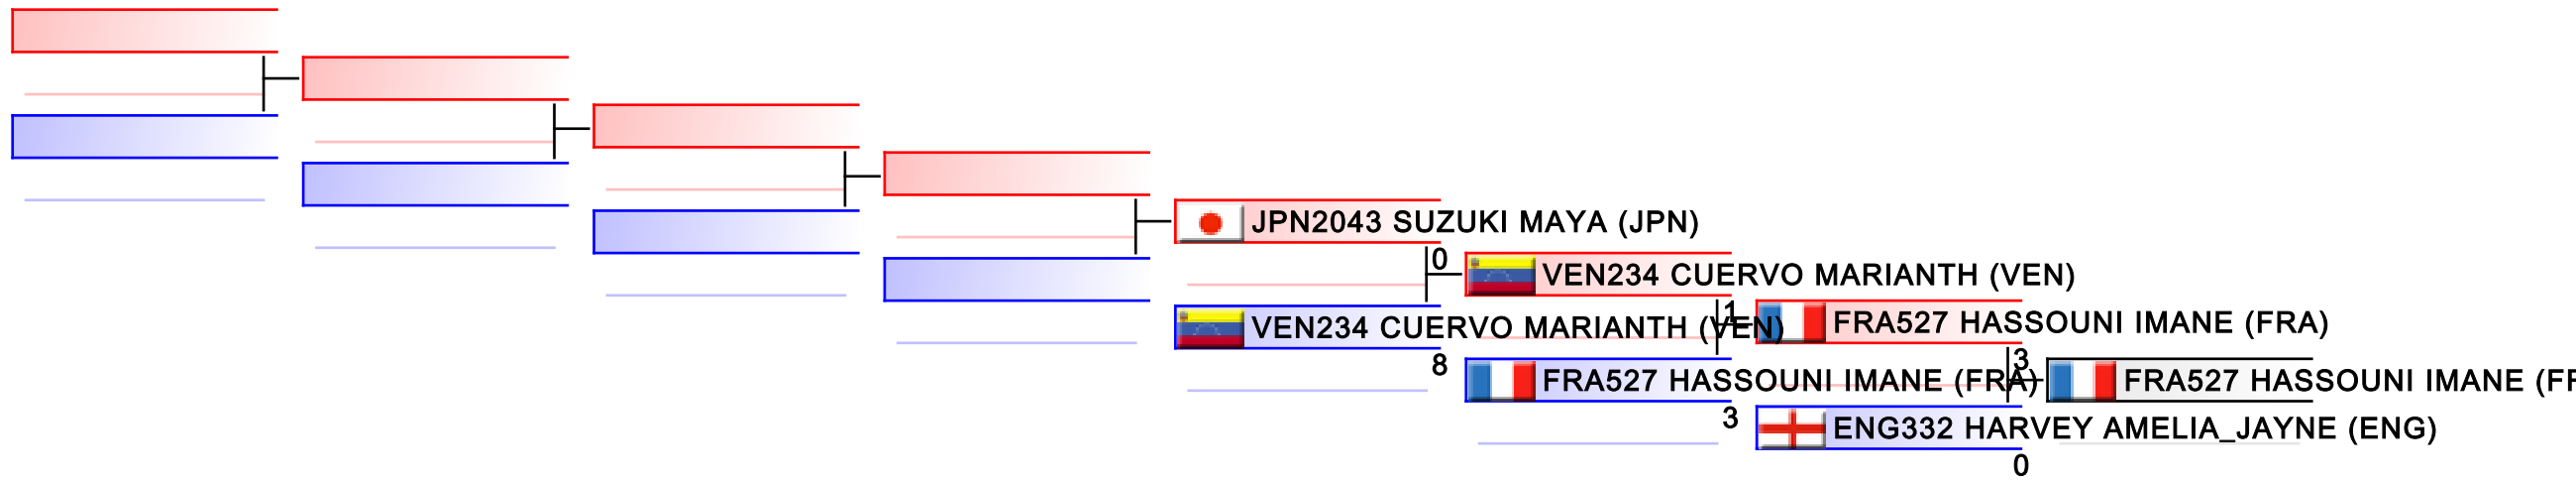 JPN2043 SUZUKI MAYA (JPN)
0
VEN234 CUERVO MARIANTH (VEN)
VEN234 CUERVO MARIANTH (VEN)
8
1
FRA527 HASSOUNI IMANE (FRA)
FRA527 HASSOUNI IMANE (FRA)
3
3
FRA527 HASSOUNI IMANE (FR
ENG332 HARVEY AMELIA_JAYNE (ENG)
0